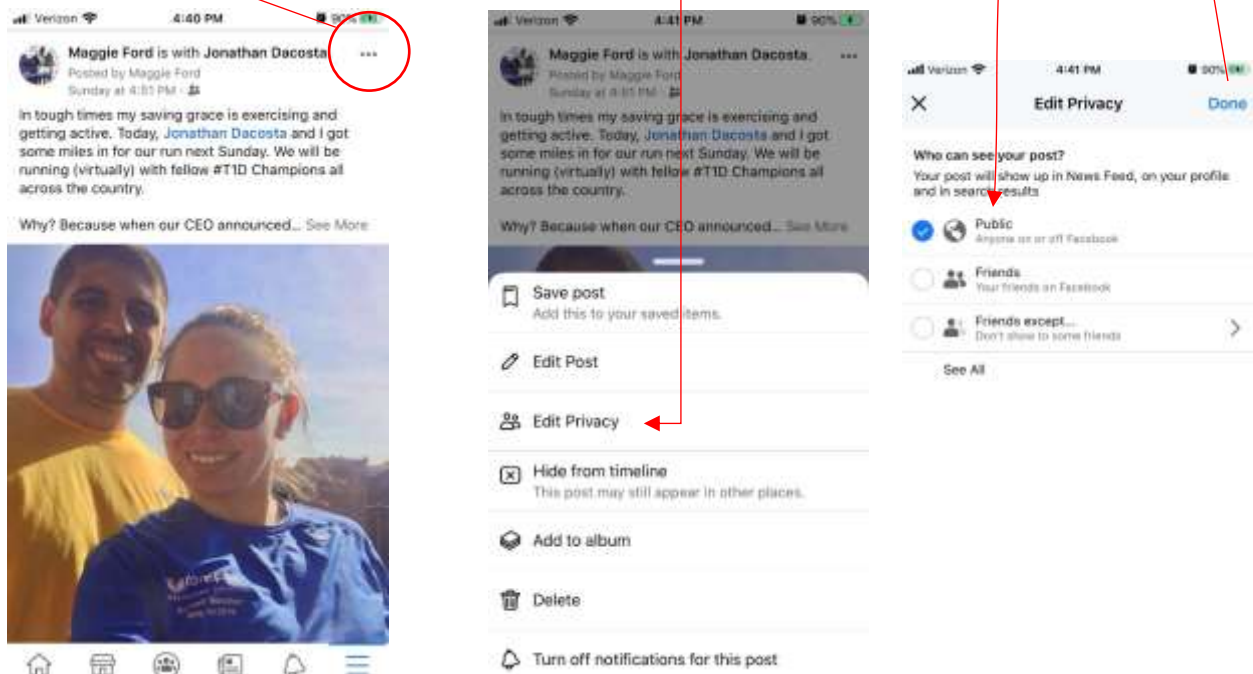 Verizon 4:40 PM 90%
Maggie Ford is with Jonathan Dacosta.
Posted by Maggie Ford
Sunday at 4:51 PM
In tough times my saving grace is exercising and
getting active. Today, Jonathan Dacosta and I got
some miles in for our run next Sunday. We will be
running (virtually) with fellow #T1D Champions all
across the country.
Why? Because when our CEO announced... See More
Verizon 4:41 PM 90%
Maggie Ford is with Jonathan Dacosta.
Posted by Maggie Ford
Sunday at 4:51 PM
In tough times my saving grace is exercising and
getting active. Today, Jonathan Dacosta and I got
some miles in for our run next Sunday. We will be
running (virtually) with fellow #T1D Champions all
across the country.
Why? Because when our CEO announced... See More
Save post
Add this to your saved items.
Edit Post
Edit Privacy
Hide from timeline
This post may still appear in other places.
Add to album
Delete
Turn off notifications for this post
Verizon 4:41 PM 90%
Edit Privacy Done
Who can see your post?
Your post will show up in News Feed, on your profile
and in search results
Public
Anyone on or off Facebook
Friends
Your friends on Facebook
Friends except...
Don't show to some friends
See All